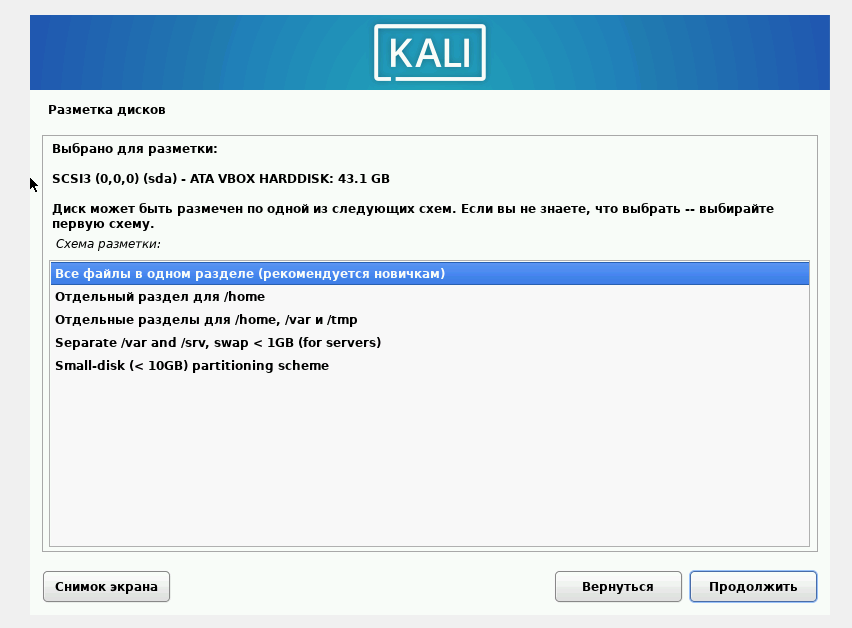 KALI
Разметка дисков
Выбрано для разметки:
SCSI3 (0,0,0) (sda) - ATA VBOX HARDDISK: 43.1 GB
Диск может быть размечен по одной из следующих схем. Если вы не знаете, что выбрать -- выбирайте
первую схему.
Схема разметки:
Все файлы в одном разделе (рекомендуется новичкам)
Отдельный раздел для /home
Отдельные разделы для /home, /var и /tmp
Separate /var and /srv, swap < 1GB (for servers)
Small-disk (< 10GB) partitioning scheme
Снимок экрана
Вернуться
Продолжить